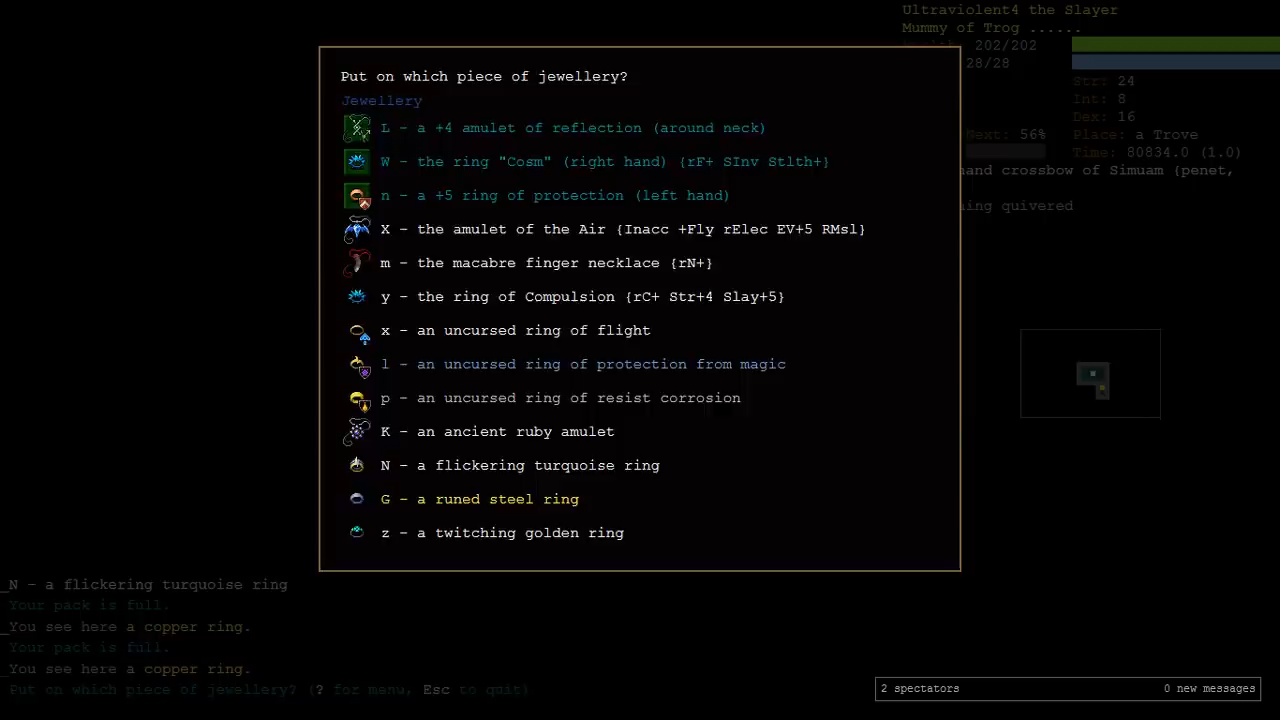 Ultraviolent4 the Slayer
Mummy of Trog ......
202/202
28/28
Str: 24
Int: 8
Dex: 16
Next: 56%
Place: a Trove
Time: 80834.0 (1.0)
hand crossbow of Simuam {penet,
quivered
Put on which piece of jewellery?
Jewellery
L - a +4 amulet of reflection (around neck)
W - the ring "Cosm" (right hand) {rF+ SInv Stlth+}
n - a +5 ring of protection (left hand)
X - the amulet of the Air {Inacc +Fly rElec EV+5 RMsl}
m - the macabre finger necklace {rN+}
y - the ring of Compulsion {rC+ Str+4 Slay+5}
x - an uncursed ring of flight
l - an uncursed ring of protection from magic
p - an uncursed ring of resist corrosion
K - an ancient ruby amulet
N - a flickering turquoise ring
G - a runed steel ring
z - a twitching golden ring
_N - a flickering turquoise ring
Your pack is full.
_You see here a copper ring.
Your pack is full.
_You see here a copper ring.
Put on which piece of jewellery? (? for menu, Esc to quit)
2 spectators
0 new messages